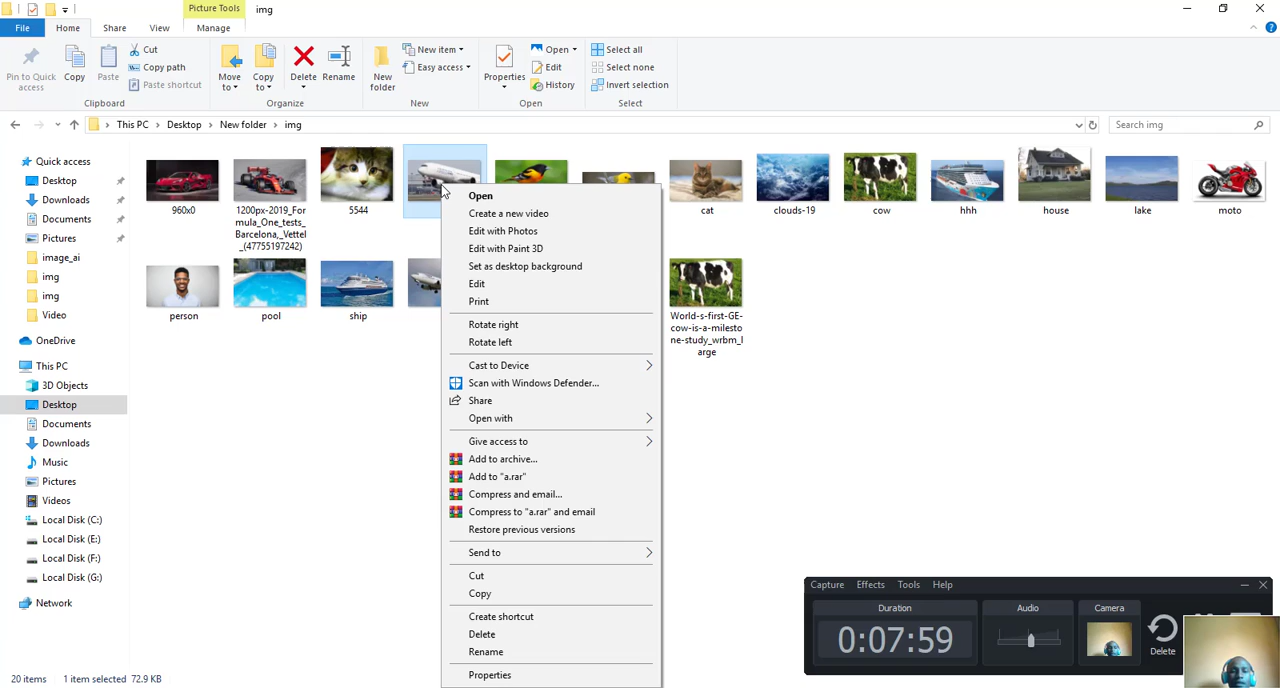 Picture Tools
img
File
Home
Share
View
Manage
Pin to Quick
access
Copy
Paste
Cut
Copy path
Paste shortcut
Clipboard
Move
to
Copy
to
Delete
Rename
Organize
New
folder
New item
Easy access
New
Properties
Open
Edit
History
Open
Select all
Select none
Invert selection
Select
This PC
Desktop
New folder
img
Search img
Quick access
Desktop
Downloads
Documents
Pictures
image_ai
img
img
Video
OneDrive
This PC
3D Objects
Desktop
Documents
Downloads
Music
Pictures
Videos
Local Disk (C:)
Local Disk (E:)
Local Disk (F:)
Local Disk (G:)
Network
960x0
1200px-2019_For
mula_One_tests_
Barcelona,_Vettel
_(47755197242)
5544
cat
clouds-19
cow
hhh
house
lake
moto
person
pool
ship
World-s-first-GE-
cow-is-a-milesto
ne-study_wrbm_l
arge
Open
Create a new video
Edit with Photos
Edit with Paint 3D
Set as desktop background
Edit
Print
Rotate right
Rotate left
Cast to Device
Scan with Windows Defender...
Share
Open with
Give access to
Add to archive...
Add to "a.rar"
Compress and email...
Compress to "a.rar" and email
Restore previous versions
Send to
Cut
Copy
Create shortcut
Delete
Rename
Properties
Capture
Effects
Tools
Help
Duration
0:07:59
Audio
Camera
Delete
20 items
1 item selected 72.9 KB